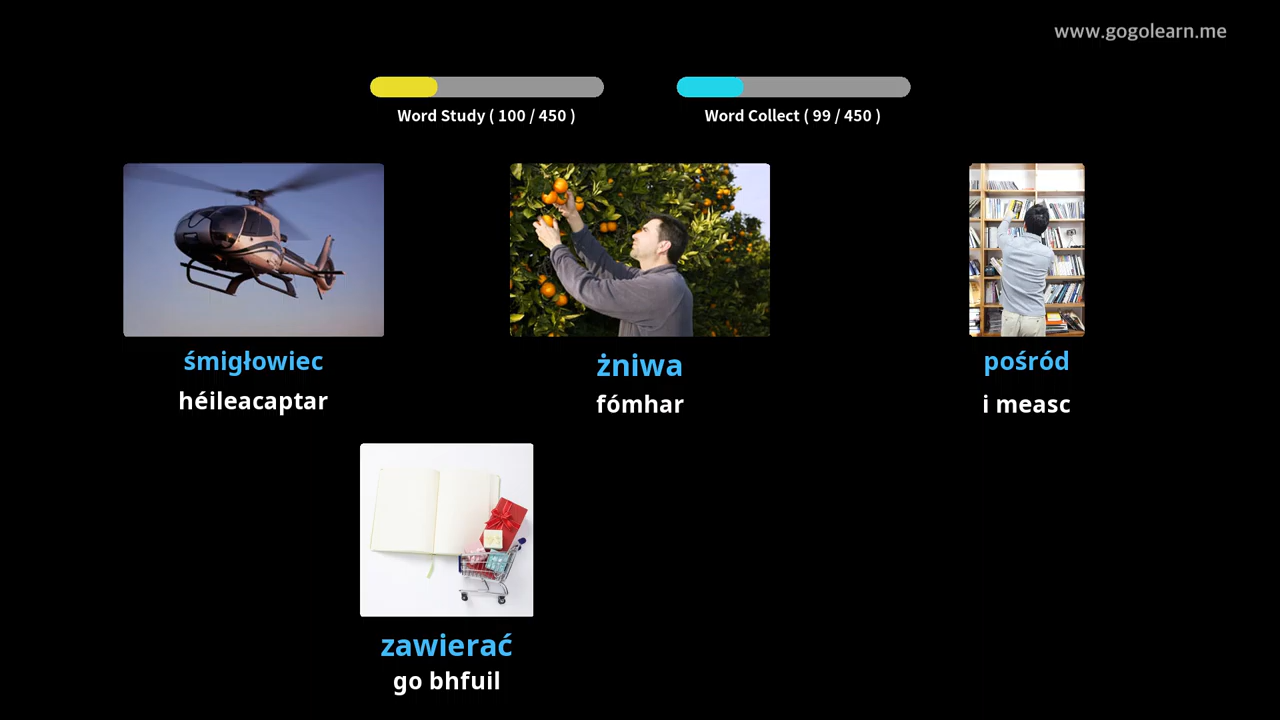 www.gogolearn.me
Word Study ( 100 / 450 )
Word Collect ( 99 / 450 )
śmigłowiec
héileacaptar
żniwa
fómhar
pośród
i measc
zawierać
go bhfuil